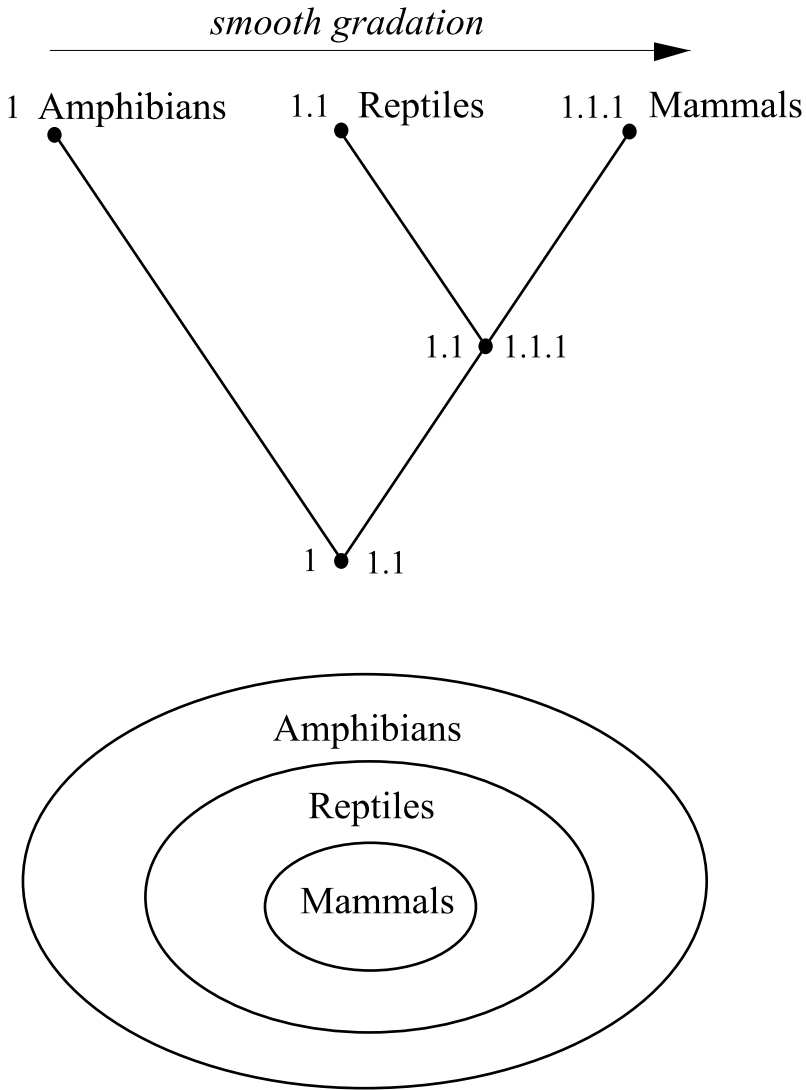 smooth gradation
1 Amphibians 1.1 Reptiles 1.1.1 Mammals
1.1 1.1.1
1 1.1
Amphibians
Reptiles
Mammals